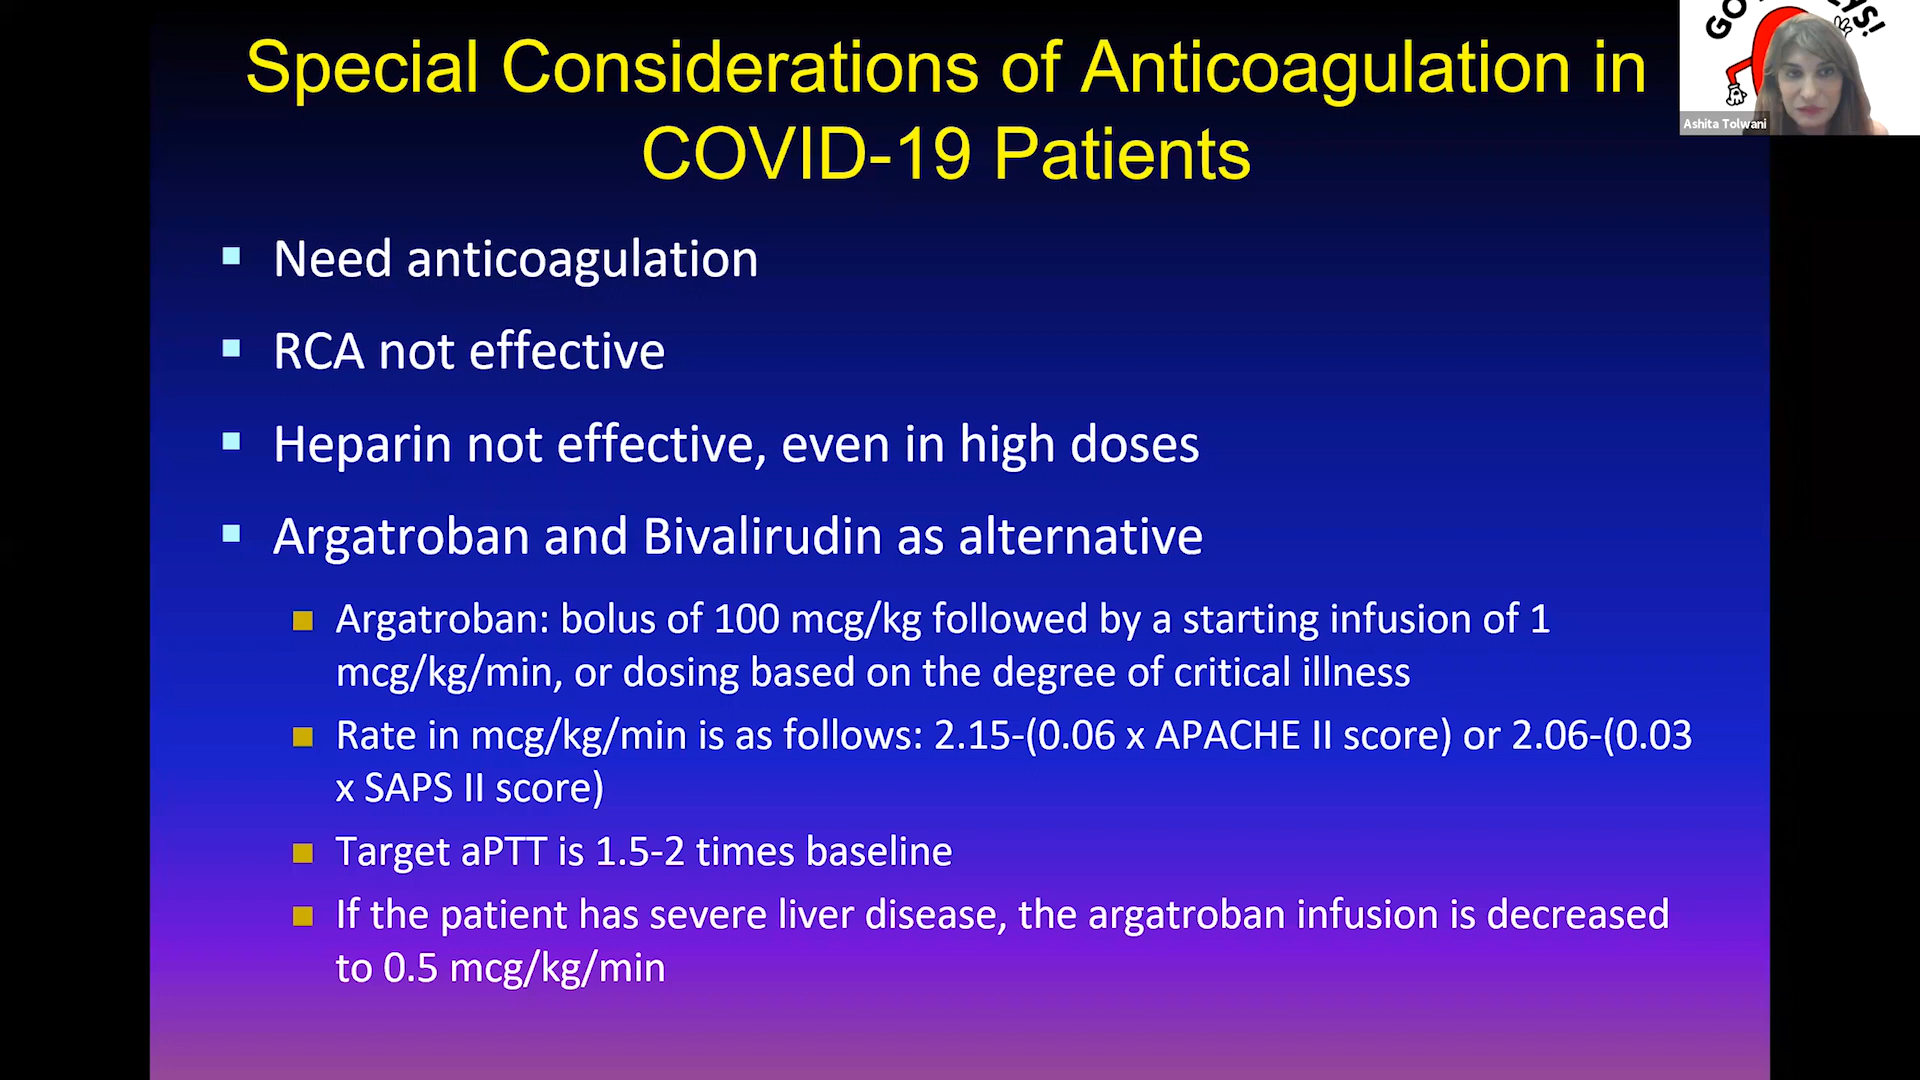 Special Considerations of Anticoagulation in
COVID-19 Patients
Need anticoagulation
RCA not effective
Heparin not effective, even in high doses
Argatroban and Bivalirudin as alternative
Argatroban: bolus of 100 mcg/kg followed by a starting infusion of 1
mcg/kg/min, or dosing based on the degree of critical illness
Rate in mcg/kg/min is as follows: 2.15-(0.06 x APACHE II score) or 2.06-(0.03
x SAPS II score)
Target aPTT is 1.5-2 times baseline
If the patient has severe liver disease, the argatroban infusion is decreased
to 0.5 mcg/kg/min
GO
Ashita Tolwani